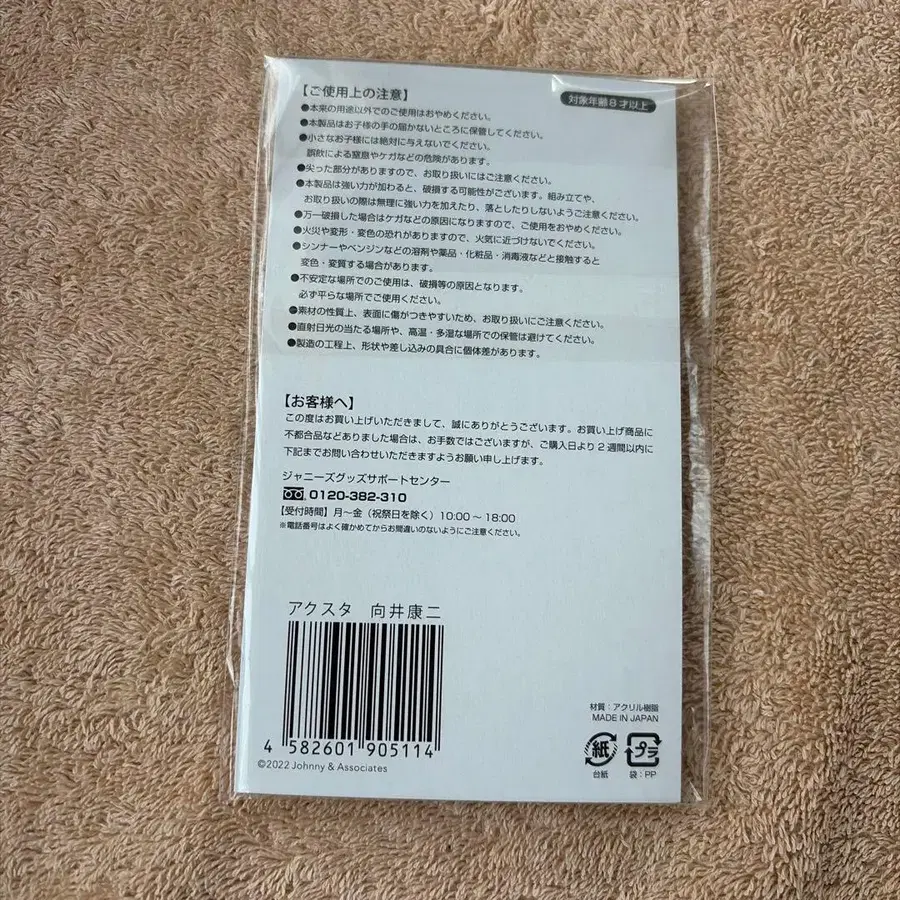 【ご使用上の注意】
対象年齢8才以上
●本来の用途以外でのご使用はおやめください。
●本製品はお子様の手の届かないところに保管してください。
●小さなお子様には絶対に与えないでください。
誤飲による窒息やケガなどの危険があります。
●尖った部分がありますので、お取り扱いにはご注意ください。
●本製品は強い力が加わると、破損する可能性がございます。組み立てや、
お取り扱いの際は無理に強い力を加えたり、落としたりしないようご注意ください。
●万一破損した場合はケガなどの原因になりますので、ご使用をおやめください。
●火災や変形・変色の恐れがありますので、火気に近づけないでください。
●シンナーやベンジンなどの溶剤や薬品・化粧品・消毒液などと接触すると
変色・変質する場合があります。
●不安定な場所でのご使用は、破損等の原因となります。
必ず平らな場所でご使用ください。
●素材の性質上、表面に傷がつきやすいため、お取り扱いにご注意ください。
●直射日光の当たる場所や、高温・多湿な場所での保管は避けてください。
●製造の工程上、形状や差し込みの具合に個体差があります。
【お客様へ】
この度はお買い上げいただきまして、誠にありがとうございます。お買い上げ商品に
不都合品などありました場合は、お手数ではございますが、ご購入日より2週間以内に
下記までお問い合わせいただきますようお願い申し上げます。
ジャニーズグッズサポートセンター
0120-382-310
【受付時間】月〜金（祝祭日を除く）10:00〜18:00
※電話番号はよく確かめてからお間違いのないようにご注意ください。
アクスタ 向井康二
4 582601 905114
©2022 Johnny & Associates
材質：アクリル樹脂
MADE IN JAPAN
紙
プラ
台紙
袋：PP